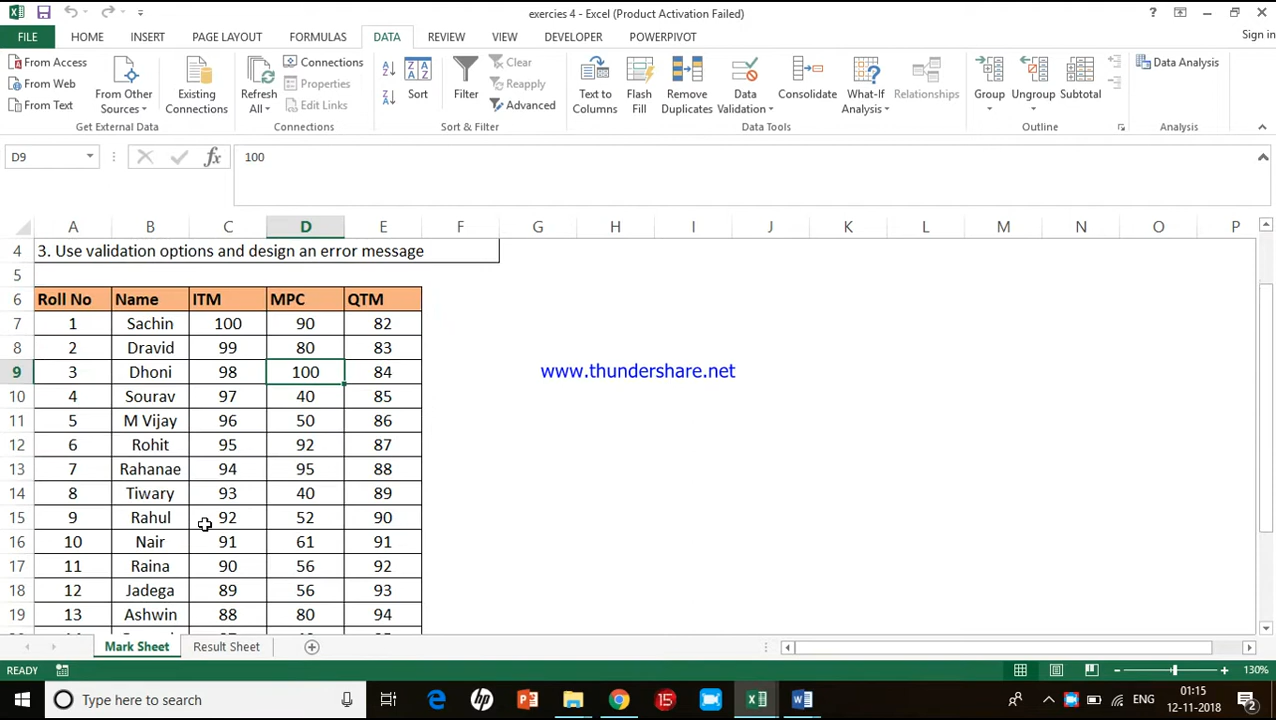 exercies 4 - Excel (Product Activation Failed)
FILE HOME INSERT PAGE LAYOUT FORMULAS DATA REVIEW VIEW DEVELOPER POWERPIVOT Sign in
From Access
From Web
From Text
From Other Sources
Existing Connections
Get External Data
Refresh All
Connections
Properties
Edit Links
Connections
Sort
Filter
Clear
Reapply
Advanced
Sort & Filter
Text to Columns
Flash Fill
Remove Duplicates
Data Validation
Consolidate
What-If Analysis
Relationships
Data Tools
Group
Ungroup
Subtotal
Outline
Data Analysis
Analysis
D9 fx 100
A B C D E F G H I J K L M N O P
4 3. Use validation options and design an error message
5
6 Roll No Name ITM MPC QTM
7 1 Sachin 100 90 82
8 2 Dravid 99 80 83
9 3 Dhoni 98 100 84
www.thundershare.net
10 4 Sourav 97 40 85
11 5 M Vijay 96 50 86
12 6 Rohit 95 92 87
13 7 Rahanae 94 95 88
14 8 Tiwary 93 40 89
15 9 Rahul 92 52 90
16 10 Nair 91 61 91
17 11 Raina 90 56 92
18 12 Jadega 89 56 93
19 13 Ashwin 88 80 94
Mark Sheet Result Sheet
READY 130%
Type here to search
15
ENG
01:15
12-11-2018
2